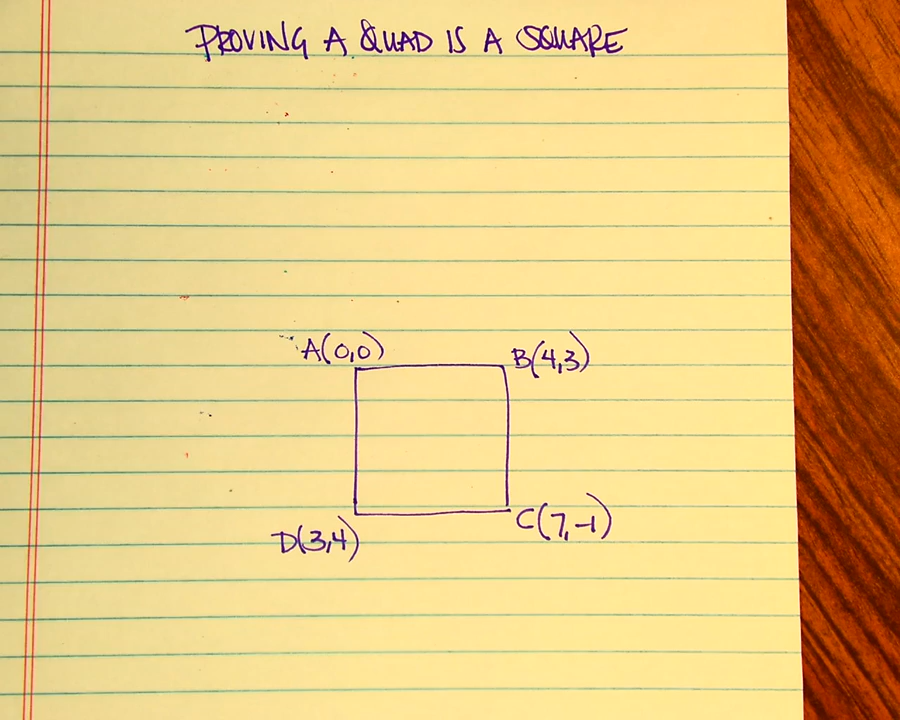 PROVING A QUAD IS A SQUARE
A(0,0)
B(4,3)
C(7,-1)
D(3,4)